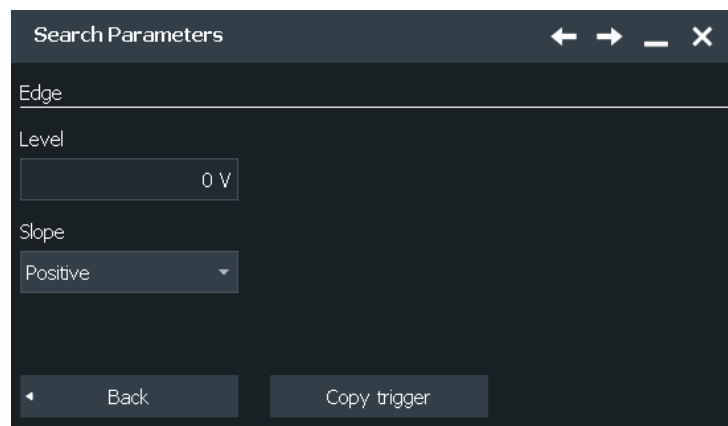 Search Parameters
Edge
Level
0 V
Slope
Positive
Back
Copy trigger